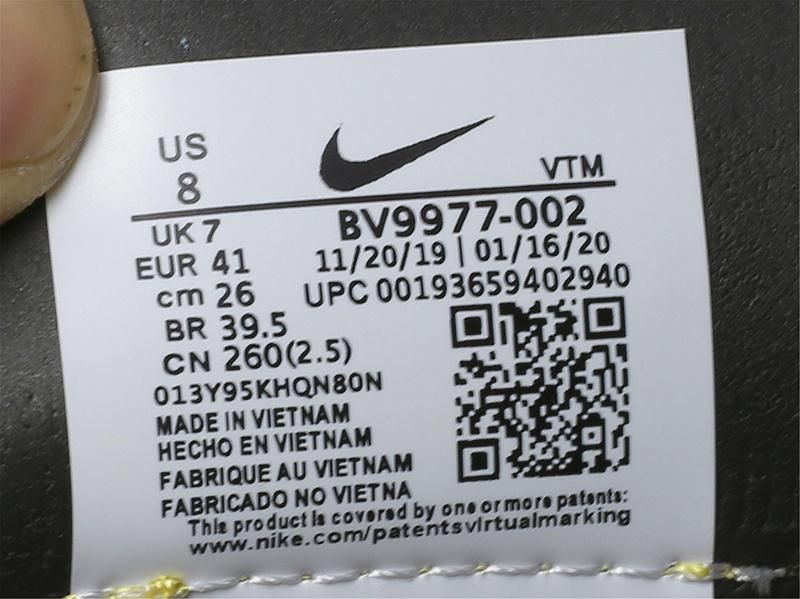 US
8
VTM
UK 7
BV9977-002
EUR 41
11/20/19 | 01/16/20
cm 26
UPC 00193659402940
BR 39.5
CN 260(2.5)
013Y95KHQN80N
MADE IN VIETNAM
HECHO EN VIETNAM
FABRIQUE AU VIETNAM
FABRICADO NO VIETNA
This product is covered by one or more patents:
www.nike.com/patentsvirtualmarking